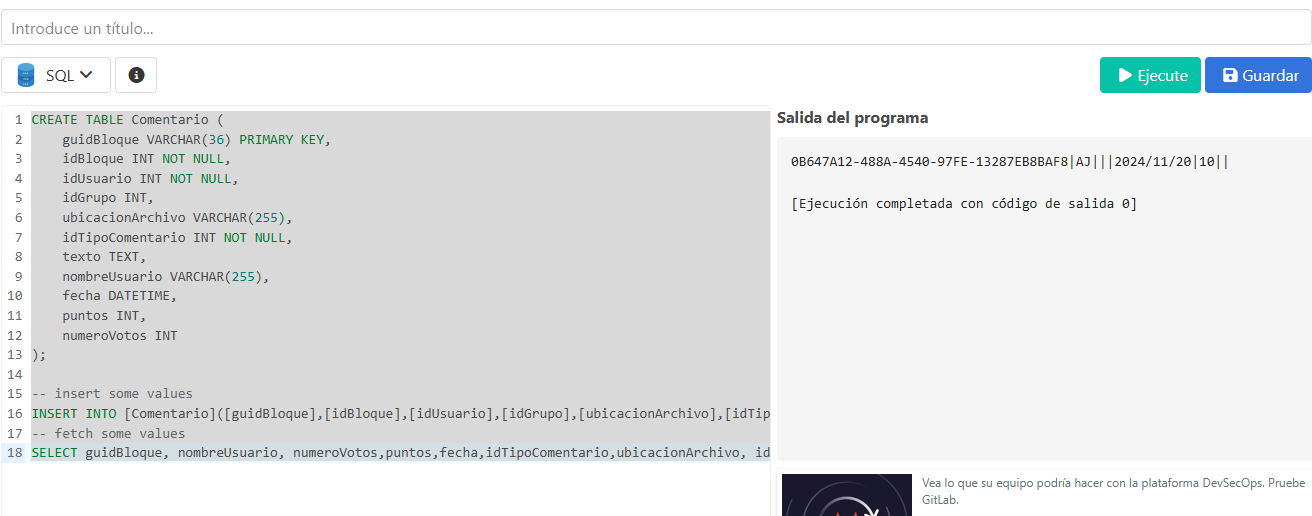 Introduce un título...
SQL
Ejecute
Guardar
1 CREATE TABLE Comentario (
2 guidBloque VARCHAR(36) PRIMARY KEY,
3 idBloque INT NOT NULL,
4 idUsuario INT NOT NULL,
5 idGrupo INT,
6 ubicacionArchivo VARCHAR(255),
7 idTipoComentario INT NOT NULL,
8 texto TEXT,
9 nombreUsuario VARCHAR(255),
10 fecha DATETIME,
11 puntos INT,
12 numeroVotos INT
13 );
14
15 -- insert some values
16 INSERT INTO [Comentario]([guidBloque],[idBloque],[idUsuario],[idGrupo],[ubicacionArchivo],[idTip
17 -- fetch some values
18 SELECT guidBloque, nombreUsuario, numeroVotos,puntos,fecha,idTipoComentario,ubicacionArchivo, id
Salida del programa
0B647A12-488A-4540-97FE-13287EB8BAF8|AJ|||2024/11/20|10||
[Ejecución completada con código de salida 0]
Vea lo que su equipo podría hacer con la plataforma DevSecOps. Pruebe
GitLab.